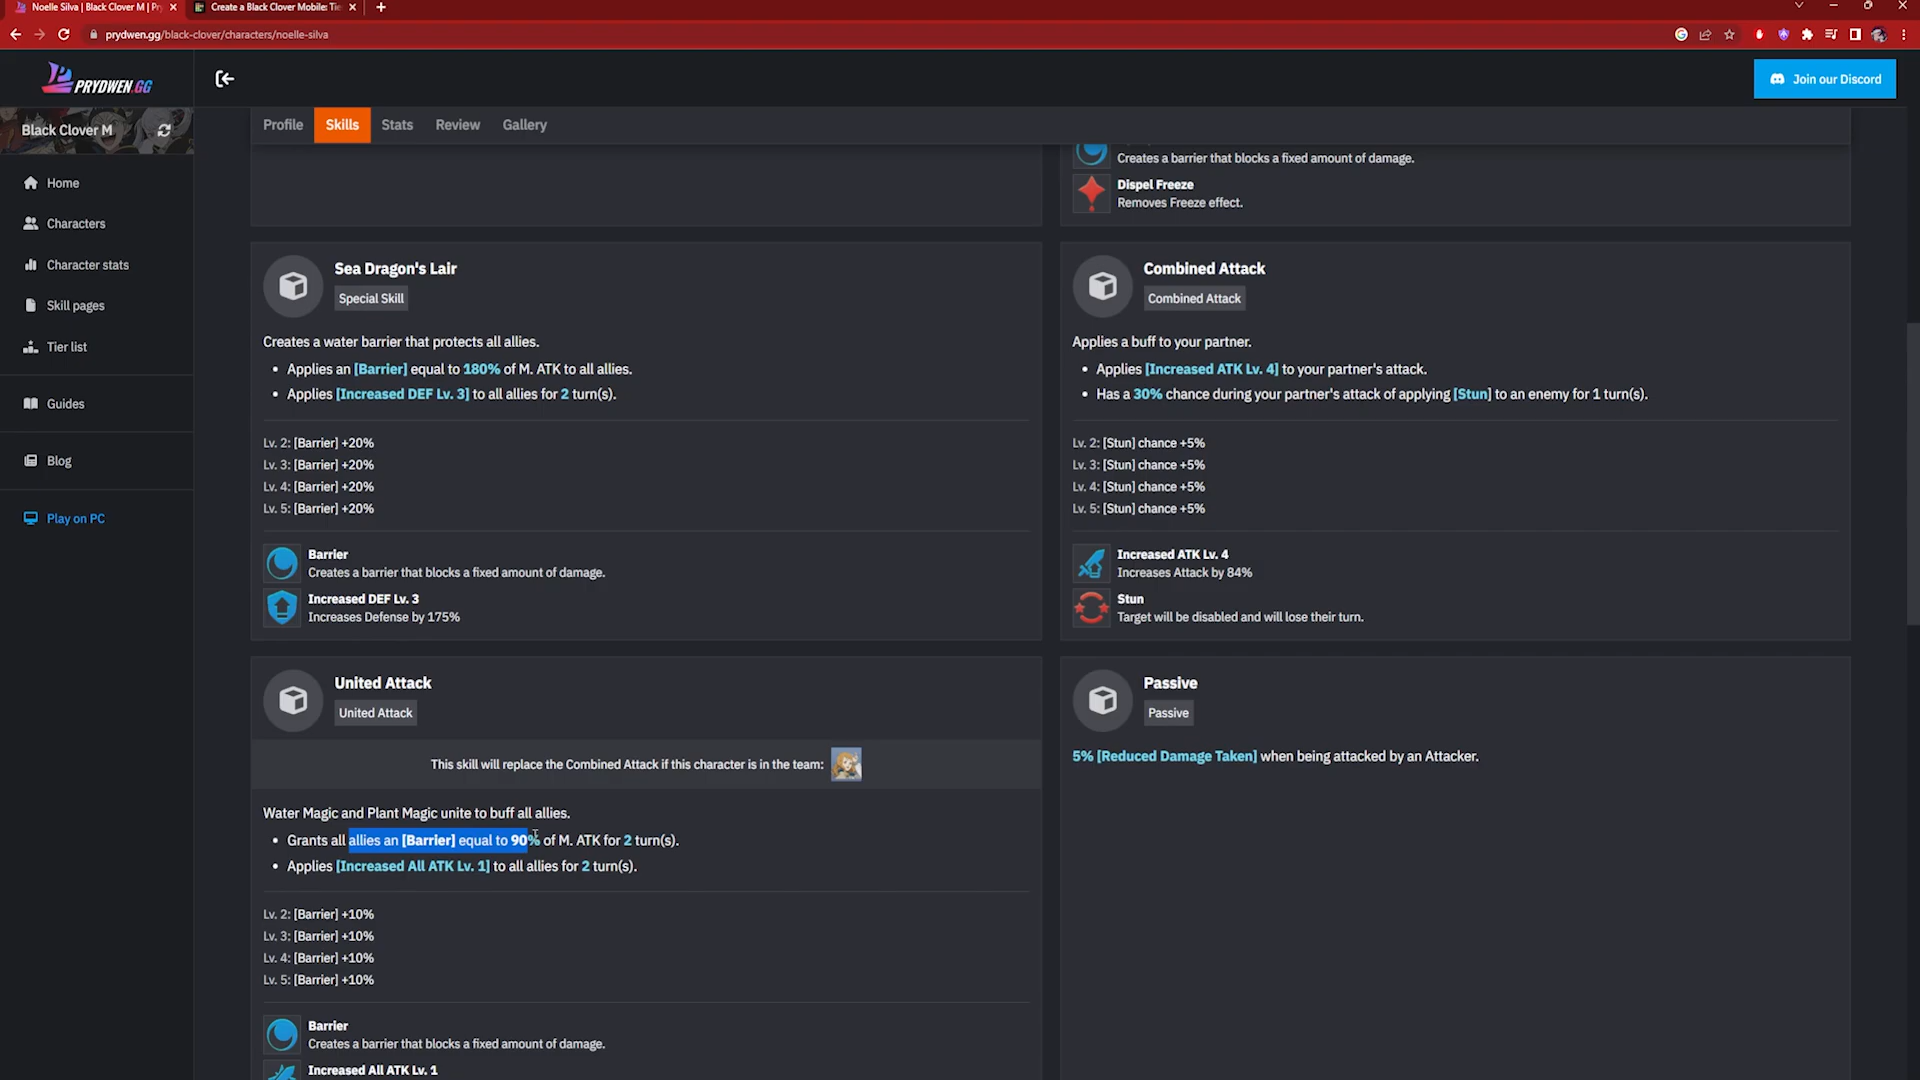 Noelle Silva | Black Clover M | Pr
Create a Black Clover Mobile: Tie
prydwen.gg/black-clover/characters/noelle-silva
PRYDWEN.GG
Join our Discord
Black Clover M
Home
Characters
Character stats
Skill pages
Tier list
Guides
Blog
Play on PC
Profile
Skills
Stats
Review
Gallery
Creates a barrier that blocks a fixed amount of damage.
Dispel Freeze
Removes Freeze effect.
Sea Dragon's Lair
Special Skill
Creates a water barrier that protects all allies.
• Applies an [Barrier] equal to 180% of M. ATK to all allies.
• Applies [Increased DEF Lv. 3] to all allies for 2 turn(s).
Lv. 2: [Barrier] +20%
Lv. 3: [Barrier] +20%
Lv. 4: [Barrier] +20%
Lv. 5: [Barrier] +20%
Barrier
Creates a barrier that blocks a fixed amount of damage.
Increased DEF Lv. 3
Increases Defense by 175%
Combined Attack
Combined Attack
Applies a buff to your partner.
• Applies [Increased ATK Lv. 4] to your partner's attack.
• Has a 30% chance during your partner's attack of applying [Stun] to an enemy for 1 turn(s).
Lv. 2: [Stun] chance +5%
Lv. 3: [Stun] chance +5%
Lv. 4: [Stun] chance +5%
Lv. 5: [Stun] chance +5%
Increased ATK Lv. 4
Increases Attack by 84%
Stun
Target will be disabled and will lose their turn.
United Attack
United Attack
This skill will replace the Combined Attack if this character is in the team:
Water Magic and Plant Magic unite to buff all allies.
• Grants all allies an [Barrier] equal to 90% of M. ATK for 2 turn(s).
• Applies [Increased All ATK Lv. 1] to all allies for 2 turn(s).
Lv. 2: [Barrier] +10%
Lv. 3: [Barrier] +10%
Lv. 4: [Barrier] +10%
Lv. 5: [Barrier] +10%
Barrier
Creates a barrier that blocks a fixed amount of damage.
Increased All ATK Lv. 1
Passive
Passive
5% [Reduced Damage Taken] when being attacked by an Attacker.